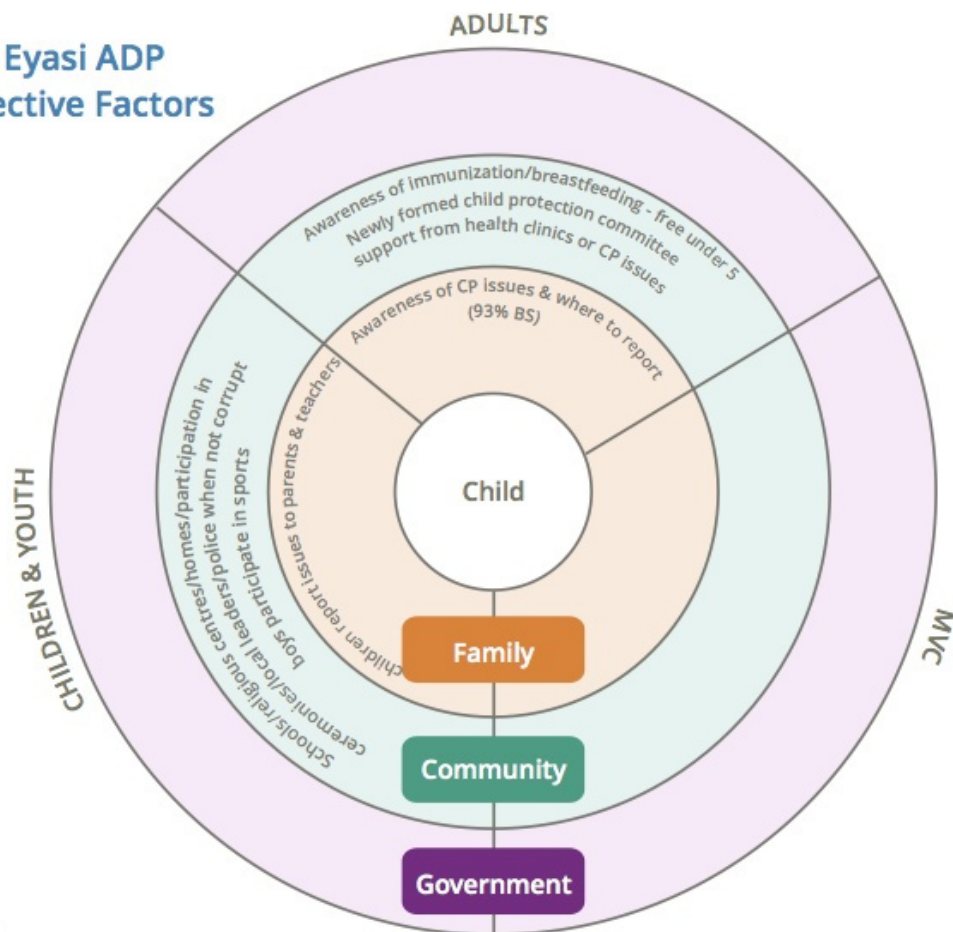 Eyasi ADP
ective Factors
ADULTS
Awareness of immunization/breastfeeding - free under 5
Newly formed child protection committee
support from health clinics or CP issues
Awareness of CP issues & where to report
(93% BS)
CHILDREN & YOUTH
Schools/religious centres/homes/participation in
ceremonies/local leaders/police when not corrupt
boys participate in sports
children report issues to parents & teachers
Child
MVC
Family
Community
Government